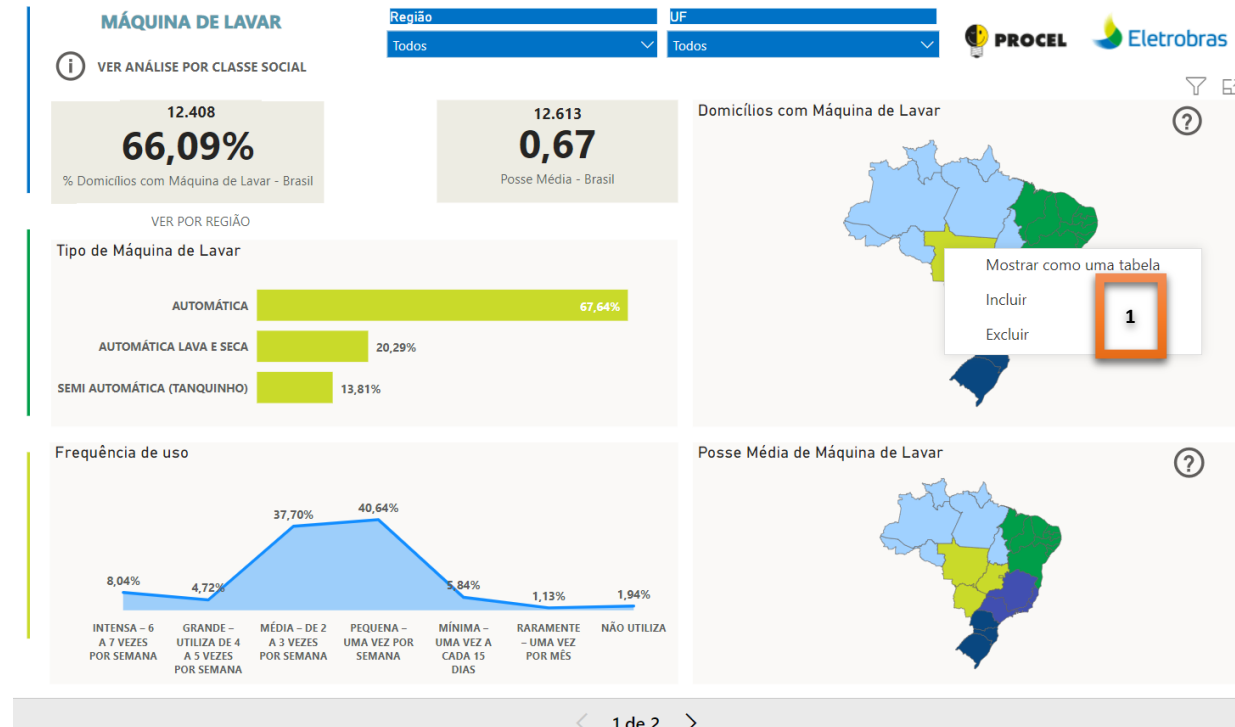 MÁQUINA DE LAVAR
Região
UF
Todos
Todos
PROCEL
Eletrobras
VER ANÁLISE POR CLASSE SOCIAL
12.408
66,09%
% Domicílios com Máquina de Lavar - Brasil
12.613
0,67
Posse Média - Brasil
Domicílios com Máquina de Lavar
?
Mostrar como uma tabela
Incluir
Excluir
1
VER POR REGIÃO
Tipo de Máquina de Lavar
AUTOMÁTICA
67,64%
AUTOMÁTICA LAVA E SECA
20,29%
SEMI AUTOMÁTICA (TANQUINHO)
13,81%
Frequência de uso
8,04%
4,72%
37,70%
40,64%
5,84%
1,13%
1,94%
INTENSA – 6
A 7 VEZES
POR SEMANA
GRANDE –
UTILIZA DE 4
A 5 VEZES
POR SEMANA
MÉDIA – DE 2
A 3 VEZES
POR SEMANA
PEQUENA –
UMA VEZ POR
SEMANA
MÍNIMA –
UMA VEZ A
CADA 15
DIAS
RARAMENTE
– UMA VEZ
POR MÊS
NÃO UTILIZA
Posse Média de Máquina de Lavar
?
1 de 2